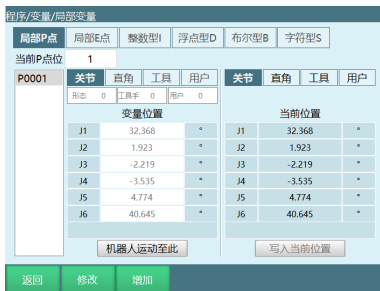 程序/变量/局部变量
局部P点 局部E点 整数型I 浮点型D 布尔型B 字符型S
当前P点位 1
P0001 关节 直角 工具 用户 关节 直角 工具 用户
形态 0 工具手 0 用户 0
变量位置 当前位置
J1 32.368 ° J1 32.368 °
J2 1.923 ° J2 1.923 °
J3 -2.219 ° J3 -2.219 °
J4 -3.535 ° J4 -3.535 °
J5 4.774 ° J5 4.774 °
J6 40.645 ° J6 40.645 °
机器人运动至此 写入当前位置
返回 修改 增加